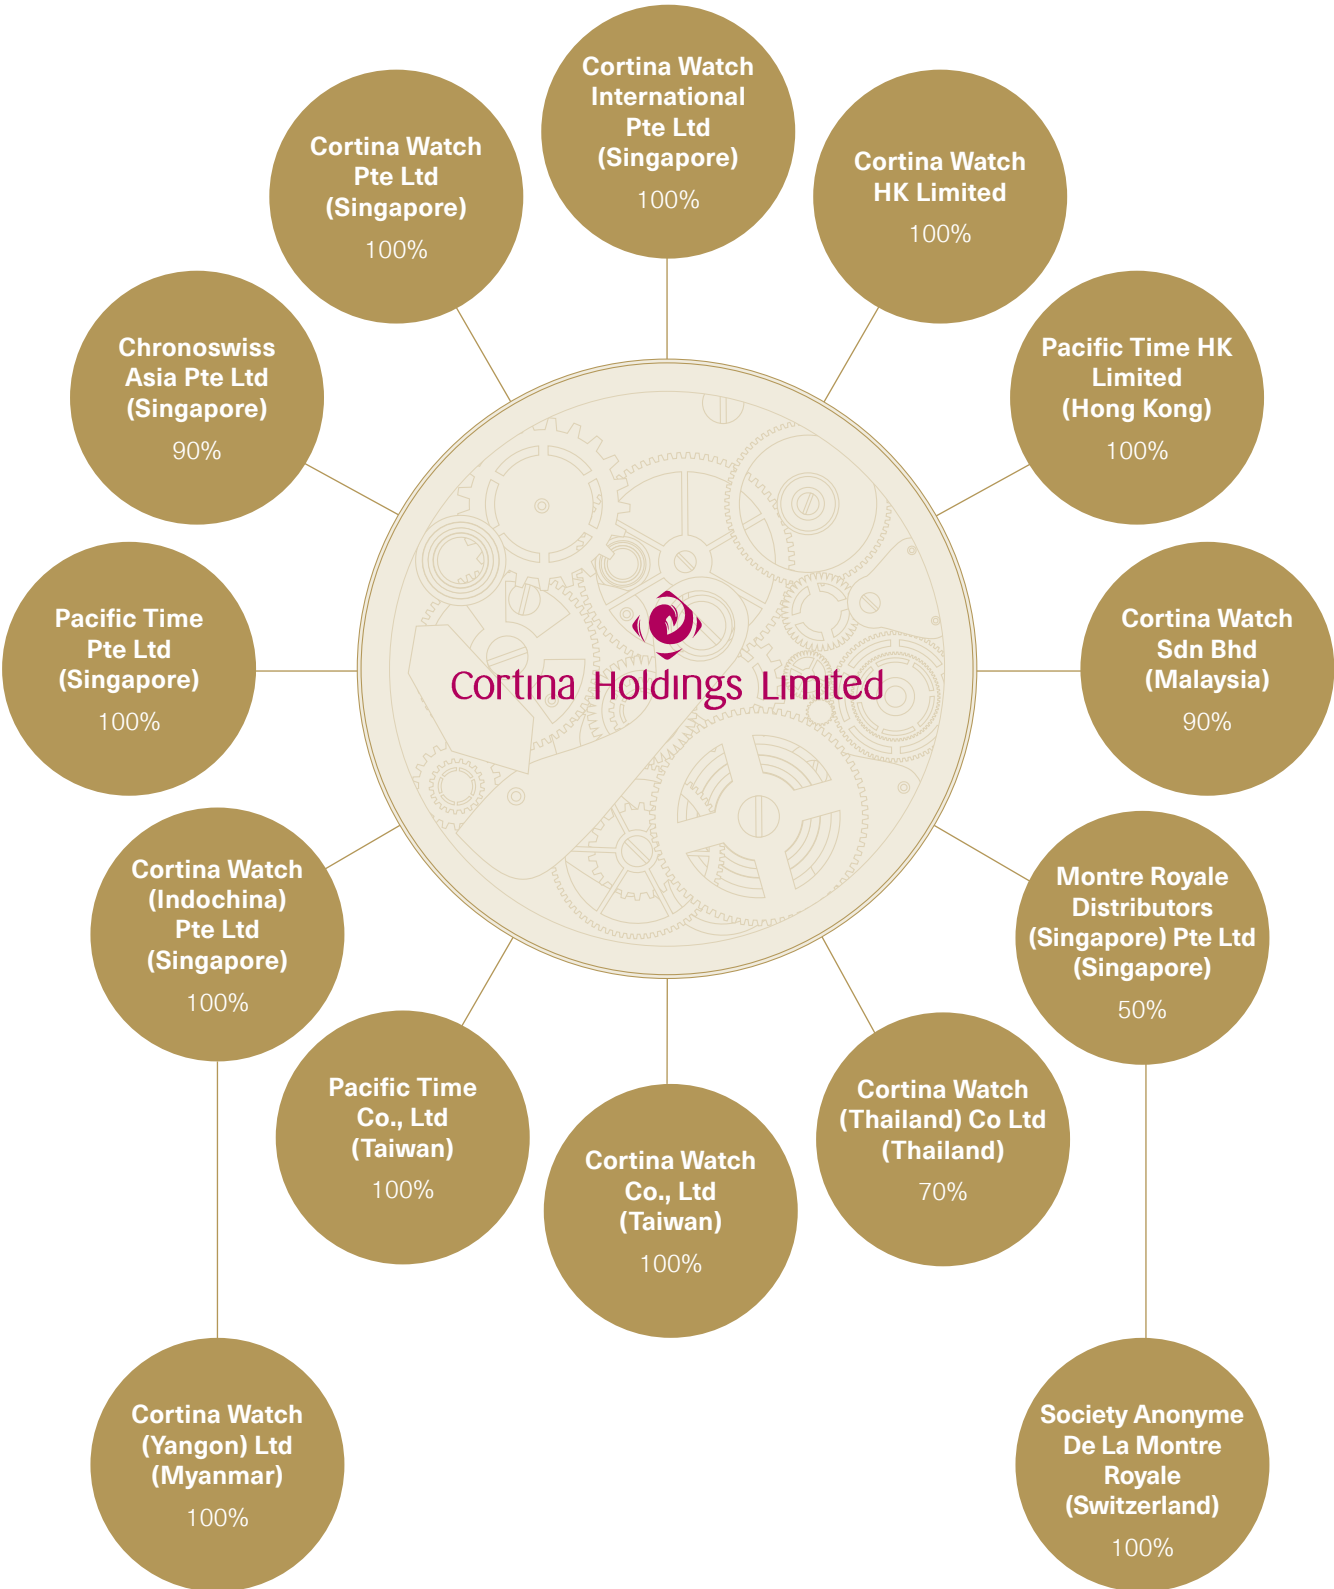 Cortina Watch
International
Pte Ltd
(Singapore)
100%
Cortina Watch
Pte Ltd
(Singapore)
100%
Cortina Watch
HK Limited
100%
Chronoswiss
Asia Pte Ltd
(Singapore)
90%
Pacific Time HK
Limited
(Hong Kong)
100%
Pacific Time
Pte Ltd
(Singapore)
100%
Cortina Holdings Limited
Cortina Watch
Sdn Bhd
(Malaysia)
90%
Cortina Watch
(Indochina)
Pte Ltd
(Singapore)
100%
Montre Royale
Distributors
(Singapore) Pte Ltd
(Singapore)
50%
Pacific Time
Co., Ltd
(Taiwan)
100%
Cortina Watch
Co., Ltd
(Taiwan)
100%
Cortina Watch
(Thailand) Co Ltd
(Thailand)
70%
Cortina Watch
(Yangon) Ltd
(Myanmar)
100%
Society Anonyme
De La Montre
Royale
(Switzerland)
100%